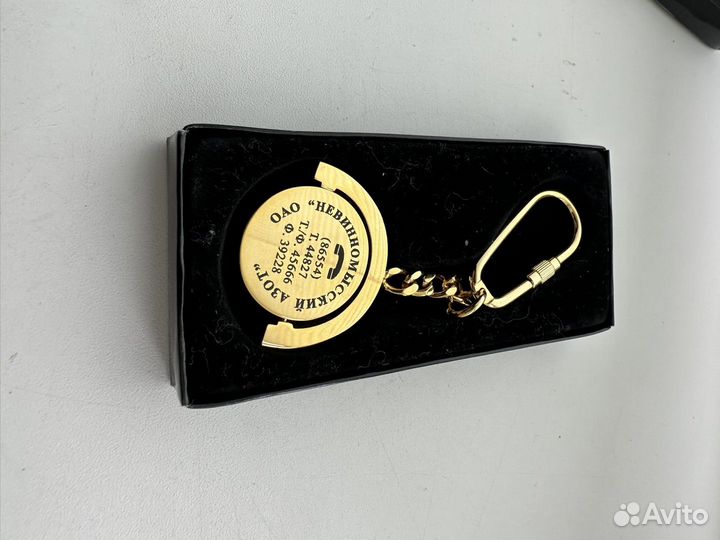 ОАО "НЕВИННОМЫССКИЙ АЗОТ"
(86554)
Т. 44827
Т/Ф. 45666
Ф. 39228
Avito